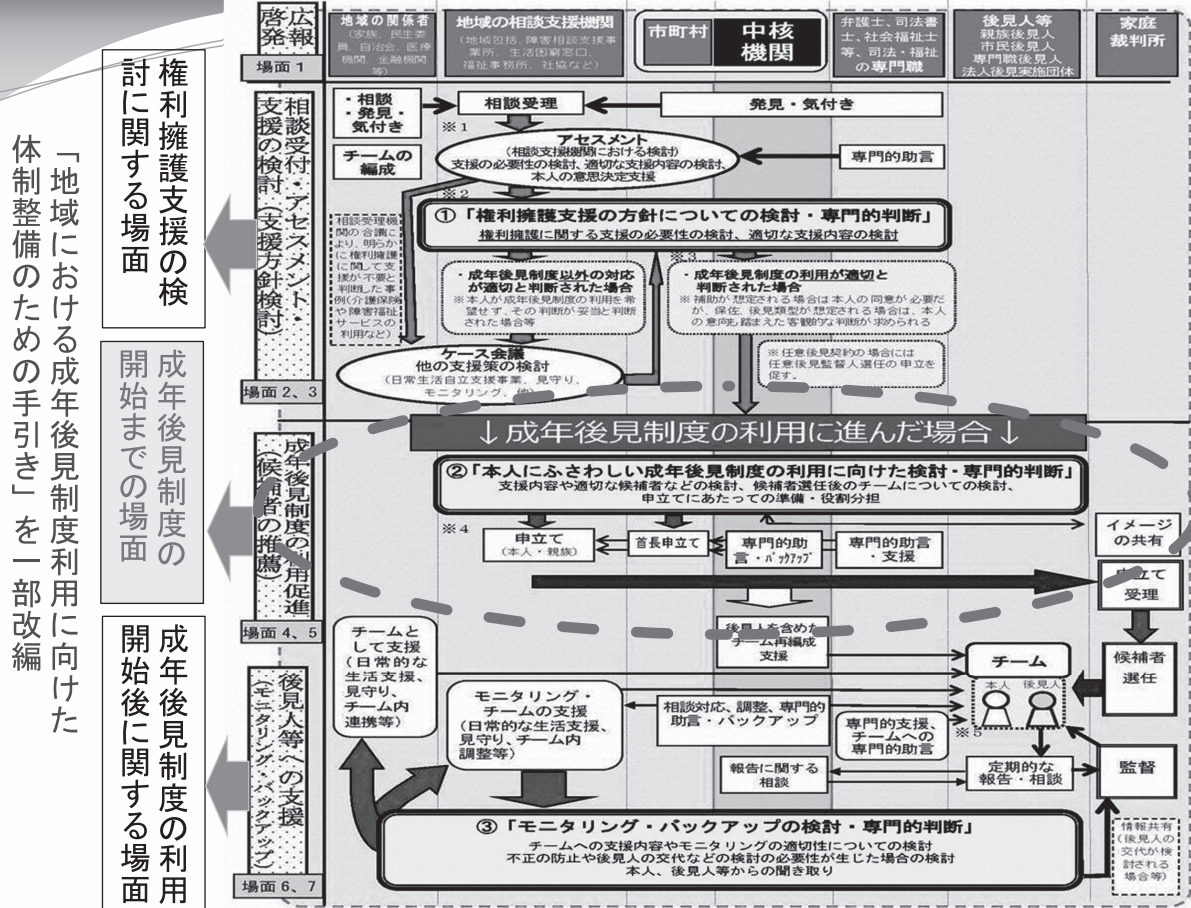 「地域における成年後見制度利用に向けた
体制整備のための手引き」を一部改編
権利擁護支援の検
討に関する場面
成年後見制度の
開始までの場面
成年後見制度の利用
開始後に関する場面
広報
啓発
場面 1
地域の関係者
(家族、民生委
員、自治会、医療
機関、金融機関
等)
地域の相談支援機関
(地域包括、障害相談支援事
業所、生活困窮窓口、
福祉事務所、社協など)
市町村
中核
機関
弁護士、司法書
士、社会福祉士
等、司法・福祉
の専門職
後見人等
親族後見人
市民後見人
専門職後見人
法人後見実施団体
家庭
裁判所
相談受付・アセスメント・
支援の検討(支援方針検討)
場面 2、3
・相談
・発見・
気付き
チームの
編成
相談受理
発見・気付き
※1
アセスメント
(相談支援機関における検討)
支援の必要性の検討、適切な支援内容の検討、
本人の意思決定支援
専門的助言
※2
①「権利擁護支援の方針についての検討・専門的判断」
権利擁護に関する支援の必要性の検討、適切な支援内容の検討
相談受理機
関の合議に
より、明らか
に権利擁護
に関して支
援が不要と
判断した事
例(介護保険
や障害福祉
サービスの
利用など)
・成年後見制度以外の対応
が適切と判断された場合
※本人が成年後見制度の利用を希
望せず、その判断が妥当と判断
された場合等
※3
・成年後見制度の利用が適切と
判断された場合
※補助が想定される場合は本人の同意が必要だ
が、保佐、後見類型が想定される場合は、本人
の意向も踏まえた客観的な判断が求められる
ケース会議
他の支援策の検討
(日常生活自立支援事業、見守り、
モニタリング、他)
※任意後見契約の場合には
任意後見監督人選任の申立を
促す。
↓成年後見制度の利用に進んだ場合↓
成年後見制度の利用促進
(候補者の推薦)
場面 4、5
②「本人にふさわしい成年後見制度の利用に向けた検討・専門的判断」
支援内容や適切な候補者などの検討、候補者選任後のチームについての検討、
申立てにあたっての準備・役割分担
※4
申立て
(本人・親族)
首長申立て
専門的助
言・バックアップ
専門的助言
・支援
イメージ
の共有
申立て
受理
後見人を含めた
チーム再編成
支援
後見人等への支援
(モニタリング・バックアップ)
場面 6、7
チームと
して支援
(日常的な
生活支援、
見守り、
チーム内
連携等)
モニタリング・
チームの支援
(日常的な生活支援、
見守り、チーム内
調整等)
相談対応、調整、専門的
助言・バックアップ
専門的支援、
チームへの
専門的助言
チーム
本人 後見人
※5
候補者
選任
報告に関する
相談
定期的な
報告・相談
監督
③「モニタリング・バックアップの検討・専門的判断」
チームへの支援内容やモニタリングの適切性についての検討
不正の防止や後見人の交代などの検討の必要性が生じた場合の検討
本人、後見人等からの聞き取り
情報共有
(後見人の
交代が検
討される
場合等)